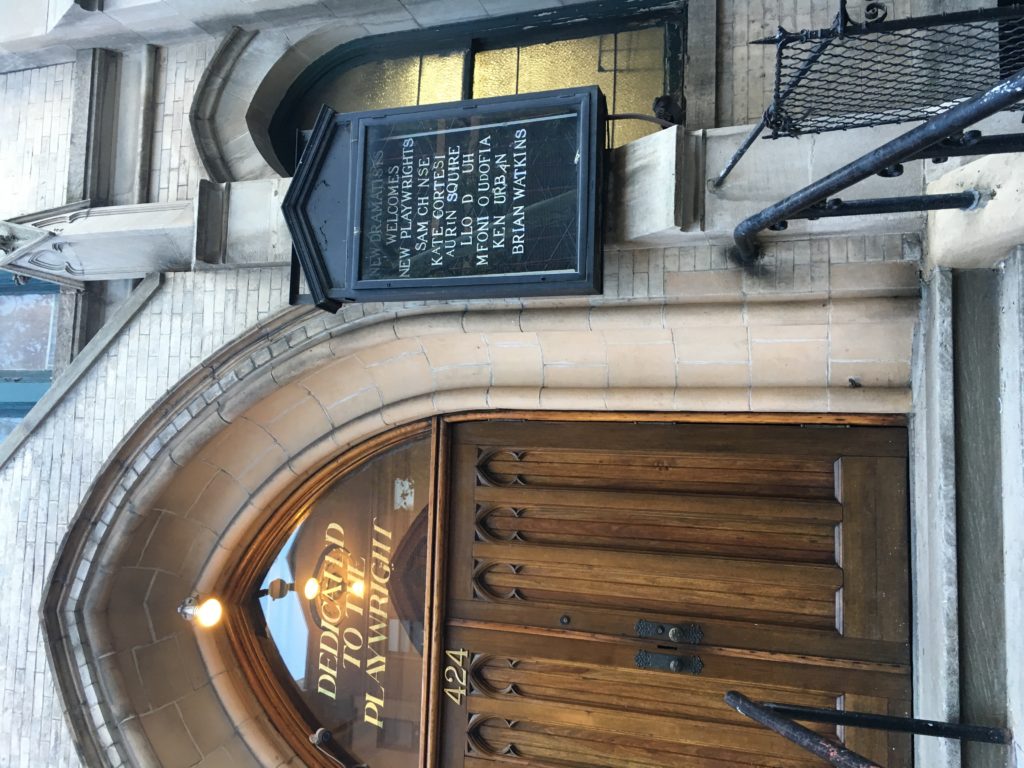 NEW DRAMATISTS
WELCOMES
NEW PLAYWRIGHTS
SAM CH NSE
KATE CORTESI
AURIN SQUIRE
LLO D UH
MFONI O UDOFIA
KEN URBAN
BRIAN WATKINS
DEDICATED
TO THE
PLAYWRIGHT
424